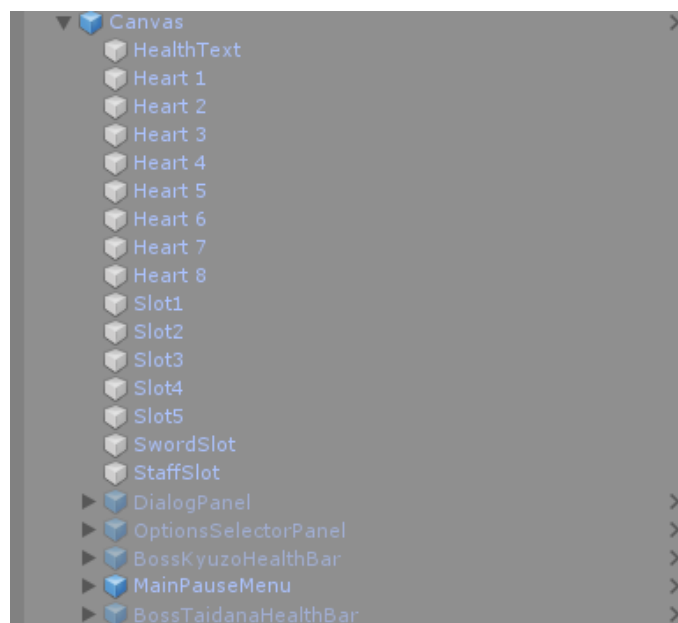 Canvas
HealthText
Heart 1
Heart 2
Heart 3
Heart 4
Heart 5
Heart 6
Heart 7
Heart 8
Slot1
Slot2
Slot3
Slot4
Slot5
SwordSlot
StaffSlot
DialogPanel
OptionsSelectorPanel
BossKyuzoHealthBar
MainPauseMenu
BossTaidanaHealthBar